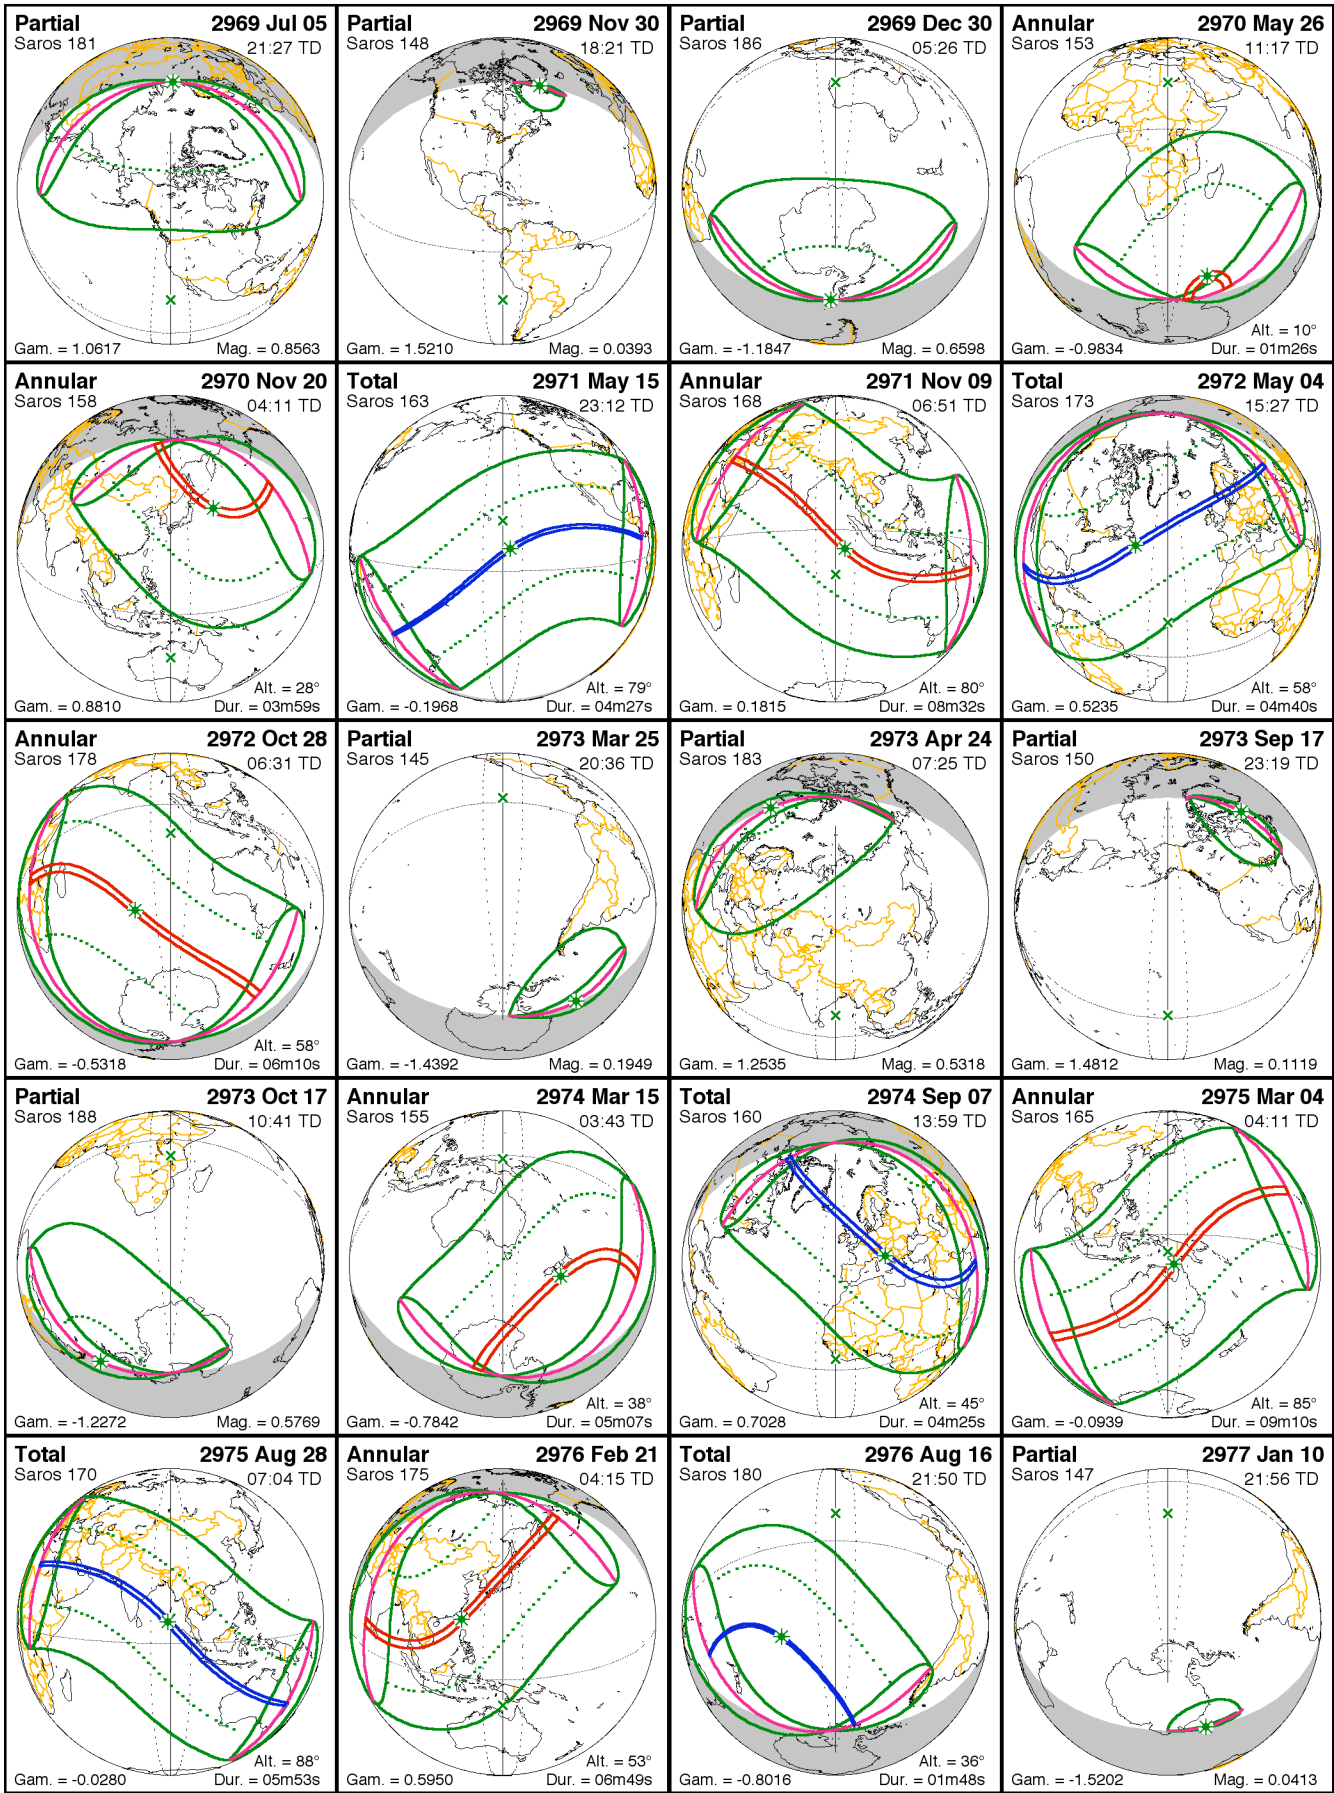 Partial 2969 Jul 05
Saros 181 21:27 TD
Gam. = 1.0617 Mag. = 0.8563
Partial 2969 Nov 30
Saros 148 18:21 TD
Gam. = 1.5210 Mag. = 0.0393
Partial 2969 Dec 30
Saros 186 05:26 TD
Gam. = -1.1847 Mag. = 0.6598
Annular 2970 May 26
Saros 153 11:17 TD
Alt. = 10°
Gam. = -0.9834 Dur. = 01m26s
Annular 2970 Nov 20
Saros 158 04:11 TD
Alt. = 28°
Gam. = 0.8810 Dur. = 03m59s
Total 2971 May 15
Saros 163 23:12 TD
Alt. = 79°
Gam. = -0.1968 Dur. = 04m27s
Annular 2971 Nov 09
Saros 168 06:51 TD
Alt. = 80°
Gam. = 0.1815 Dur. = 08m32s
Total 2972 May 04
Saros 173 15:27 TD
Alt. = 58°
Gam. = 0.5235 Dur. = 04m40s
Annular 2972 Oct 28
Saros 178 06:31 TD
Alt. = 58°
Gam. = -0.5318 Dur. = 06m10s
Partial 2973 Mar 25
Saros 145 20:36 TD
Gam. = -1.4392 Mag. = 0.1949
Partial 2973 Apr 24
Saros 183 07:25 TD
Gam. = 1.2535 Mag. = 0.5318
Partial 2973 Sep 17
Saros 150 23:19 TD
Gam. = 1.4812 Mag. = 0.1119
Partial 2973 Oct 17
Saros 188 10:41 TD
Gam. = -1.2272 Mag. = 0.5769
Annular 2974 Mar 15
Saros 155 03:43 TD
Alt. = 38°
Gam. = -0.7842 Dur. = 05m07s
Total 2974 Sep 07
Saros 160 13:59 TD
Alt. = 45°
Gam. = 0.7028 Dur. = 04m25s
Annular 2975 Mar 04
Saros 165 04:11 TD
Alt. = 85°
Gam. = -0.0939 Dur. = 09m10s
Total 2975 Aug 28
Saros 170 07:04 TD
Alt. = 88°
Gam. = -0.0280 Dur. = 05m53s
Annular 2976 Feb 21
Saros 175 04:15 TD
Alt. = 53°
Gam. = 0.5950 Dur. = 06m49s
Total 2976 Aug 16
Saros 180 21:50 TD
Alt. = 36°
Gam. = -0.8016 Dur. = 01m48s
Partial 2977 Jan 10
Saros 147 21:56 TD
Gam. = -1.5202 Mag. = 0.0413